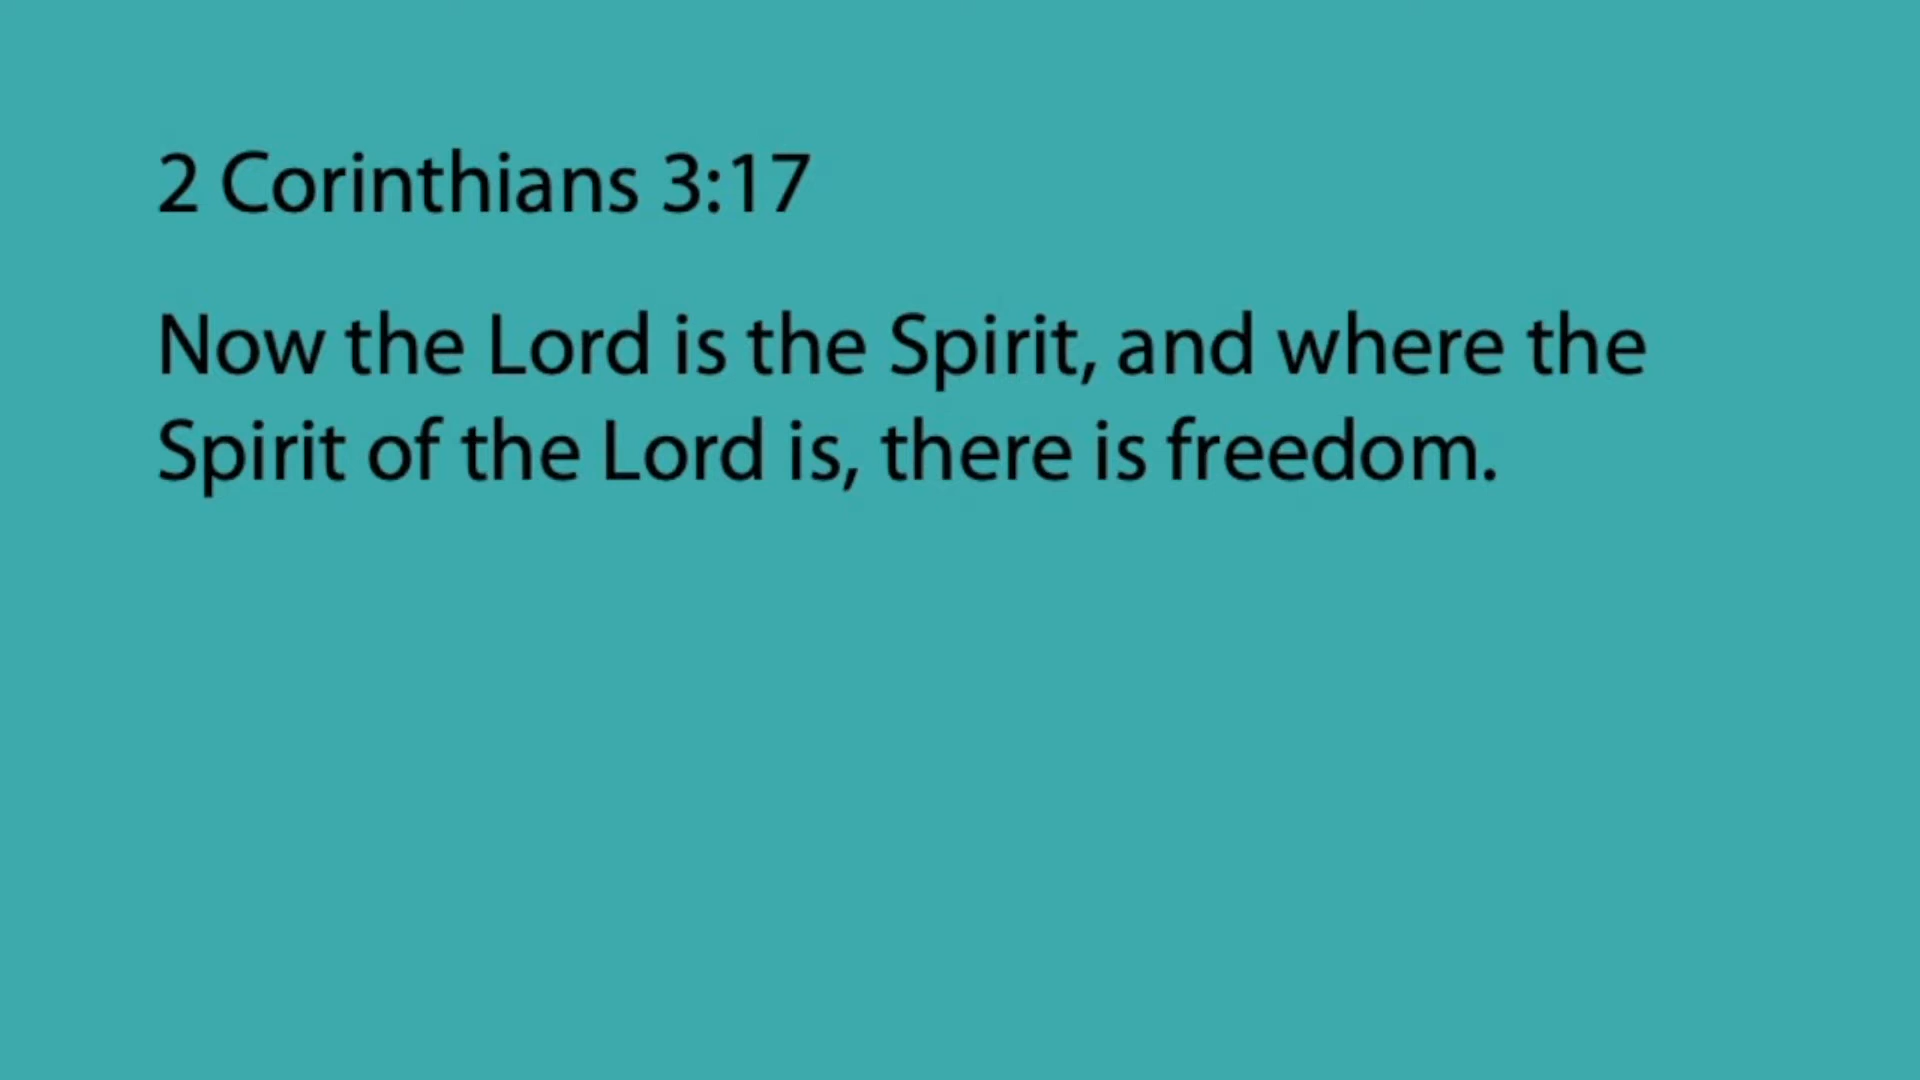 2 Corinthians 3:17
Now the Lord is the Spirit, and where the
Spirit of the Lord is, there is freedom.